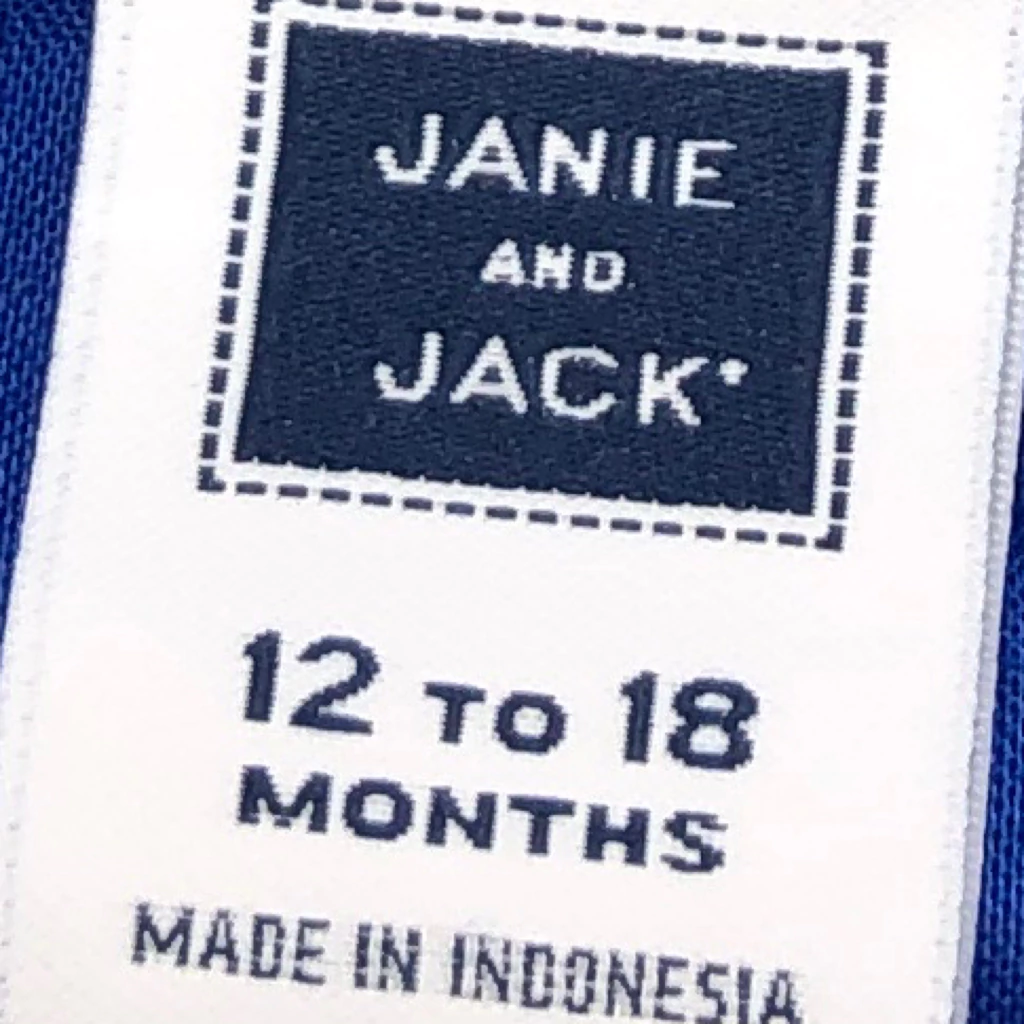 JANIE
AND
JACK
12 TO 18
MONTHS
MADE IN INDONESIA